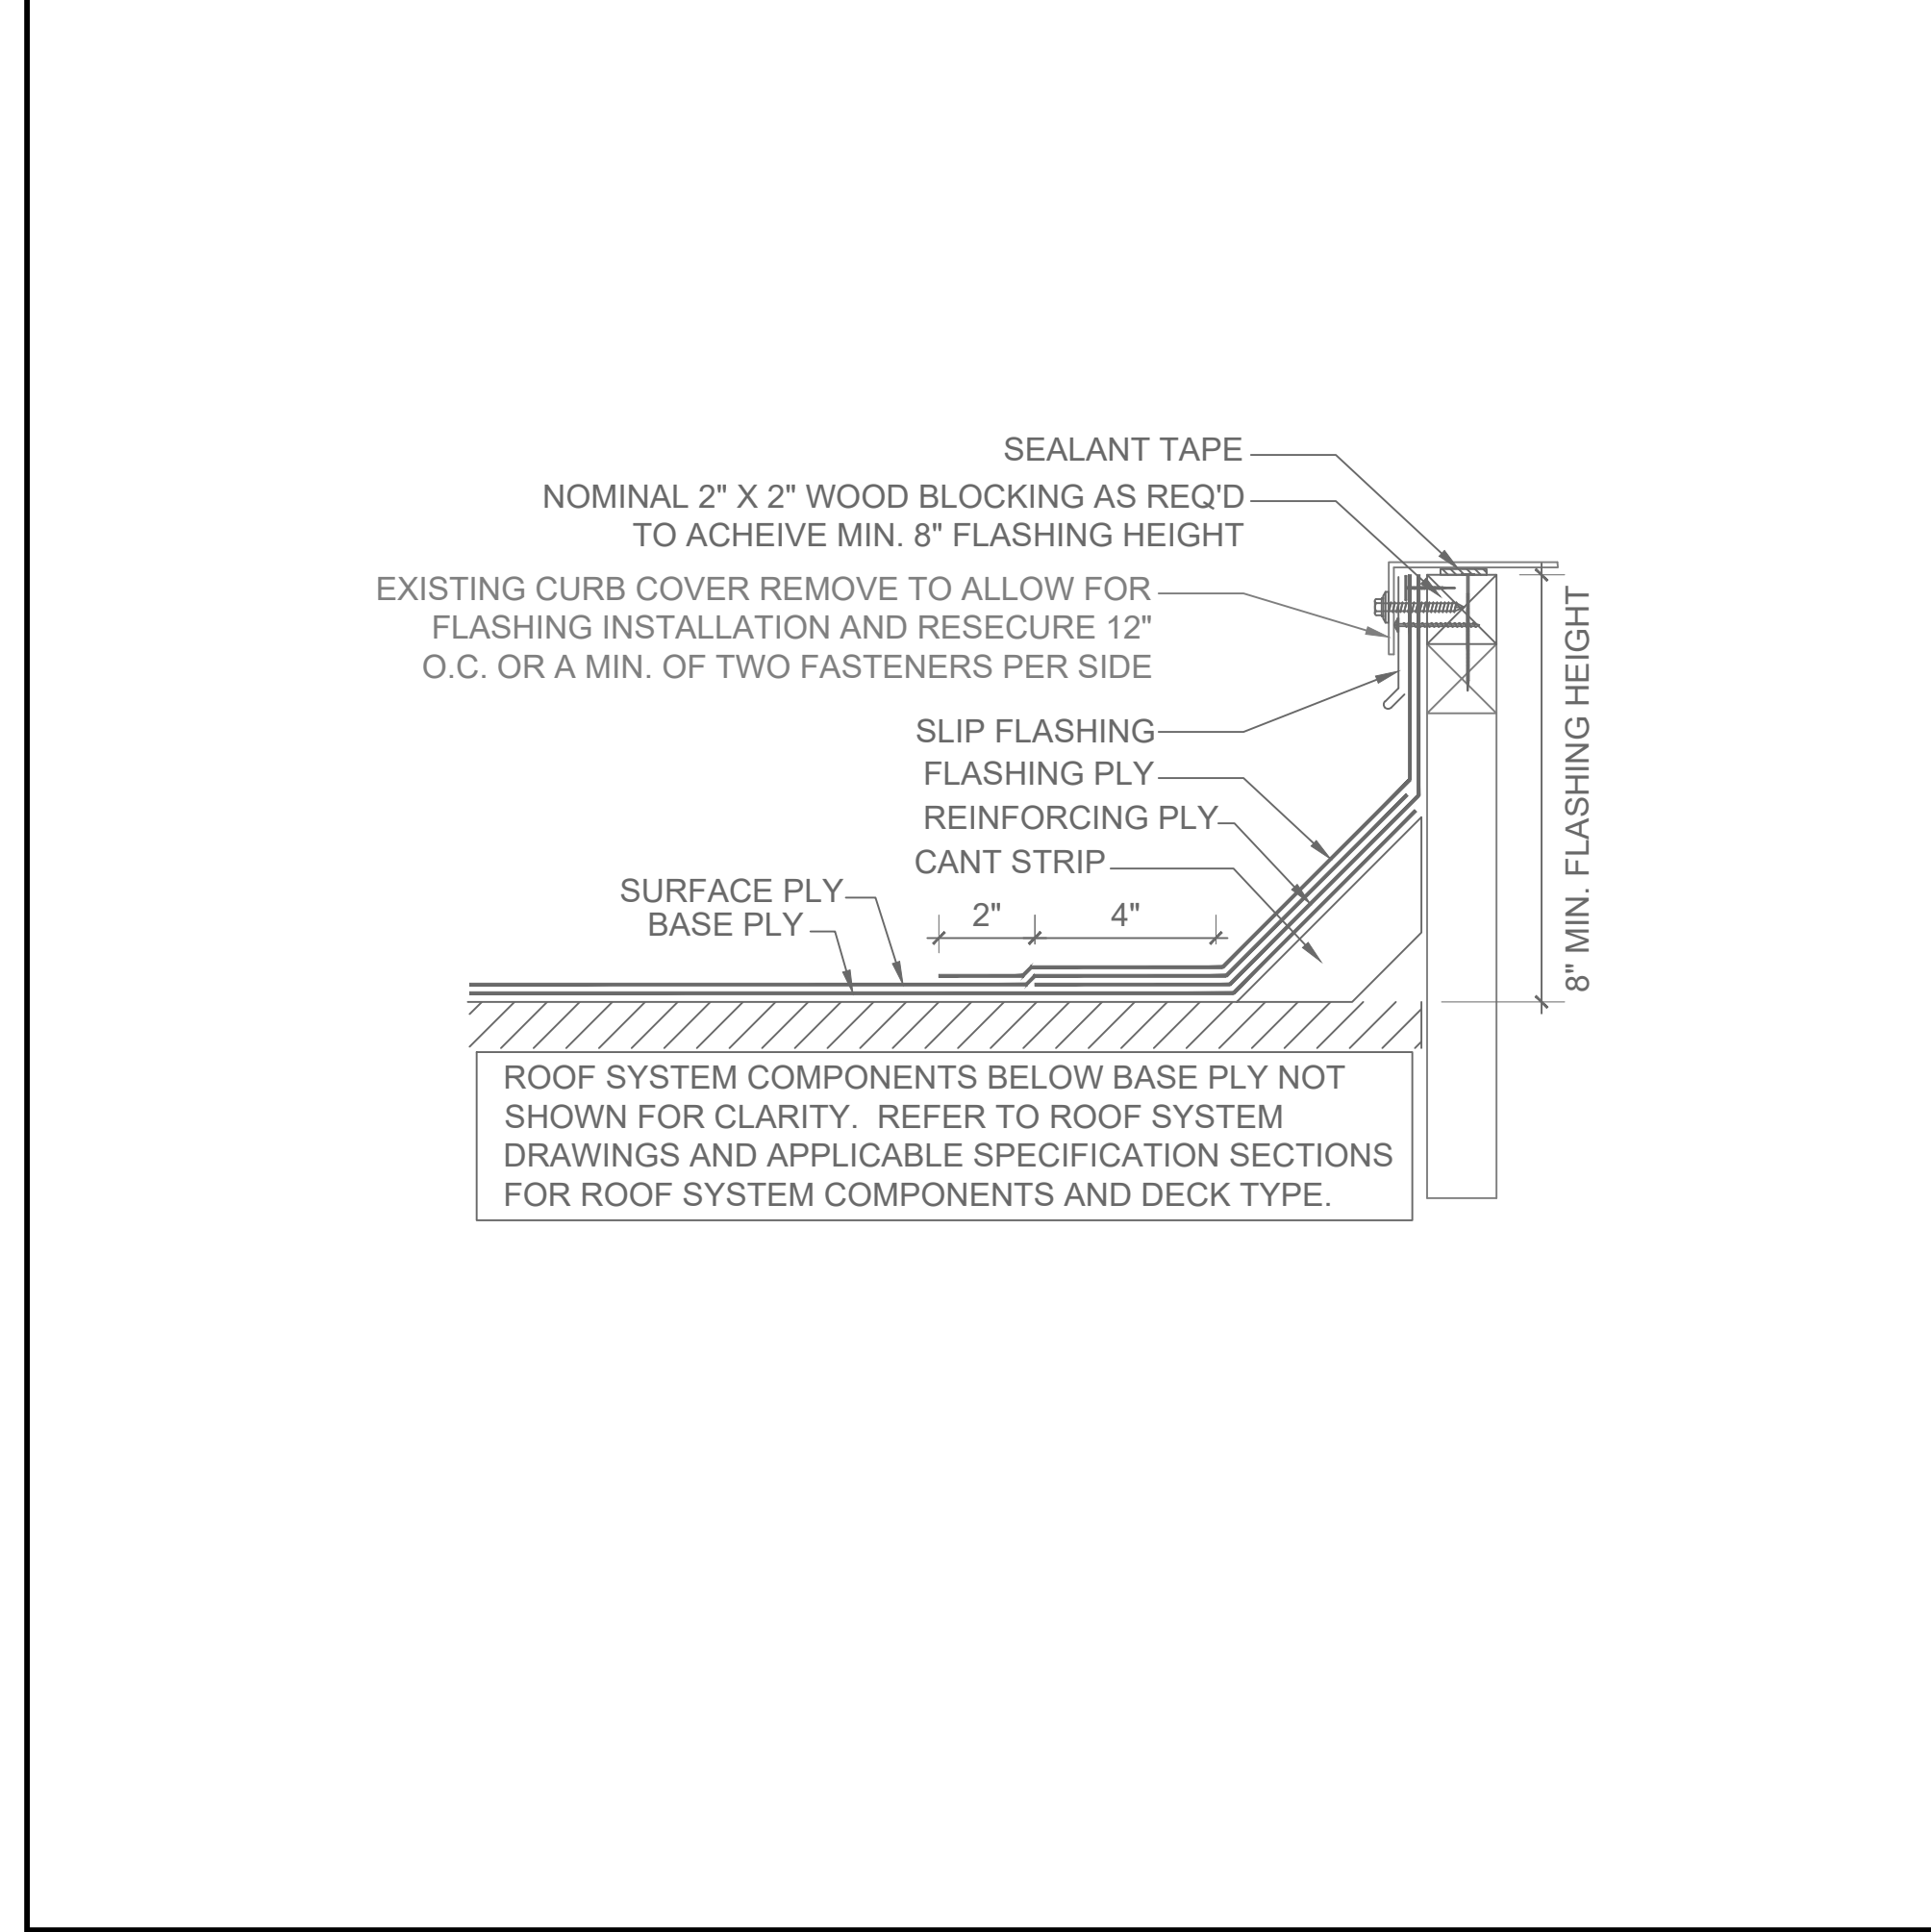 SEALANT TAPE
NOMINAL 2" X 2" WOOD BLOCKING AS REQ'D
TO ACHEIVE MIN. 8" FLASHING HEIGHT
EXISTING CURB COVER REMOVE TO ALLOW FOR
FLASHING INSTALLATION AND RESECURE 12"
O.C. OR A MIN. OF TWO FASTENERS PER SIDE
SLIP FLASHING
FLASHING PLY
REINFORCING PLY
CANT STRIP
SURFACE PLY
BASE PLY
2"
4"
8" MIN. FLASHING HEIGHT
ROOF SYSTEM COMPONENTS BELOW BASE PLY NOT
SHOWN FOR CLARITY.  REFER TO ROOF SYSTEM
DRAWINGS AND APPLICABLE SPECIFICATION SECTIONS
FOR ROOF SYSTEM COMPONENTS AND DECK TYPE.